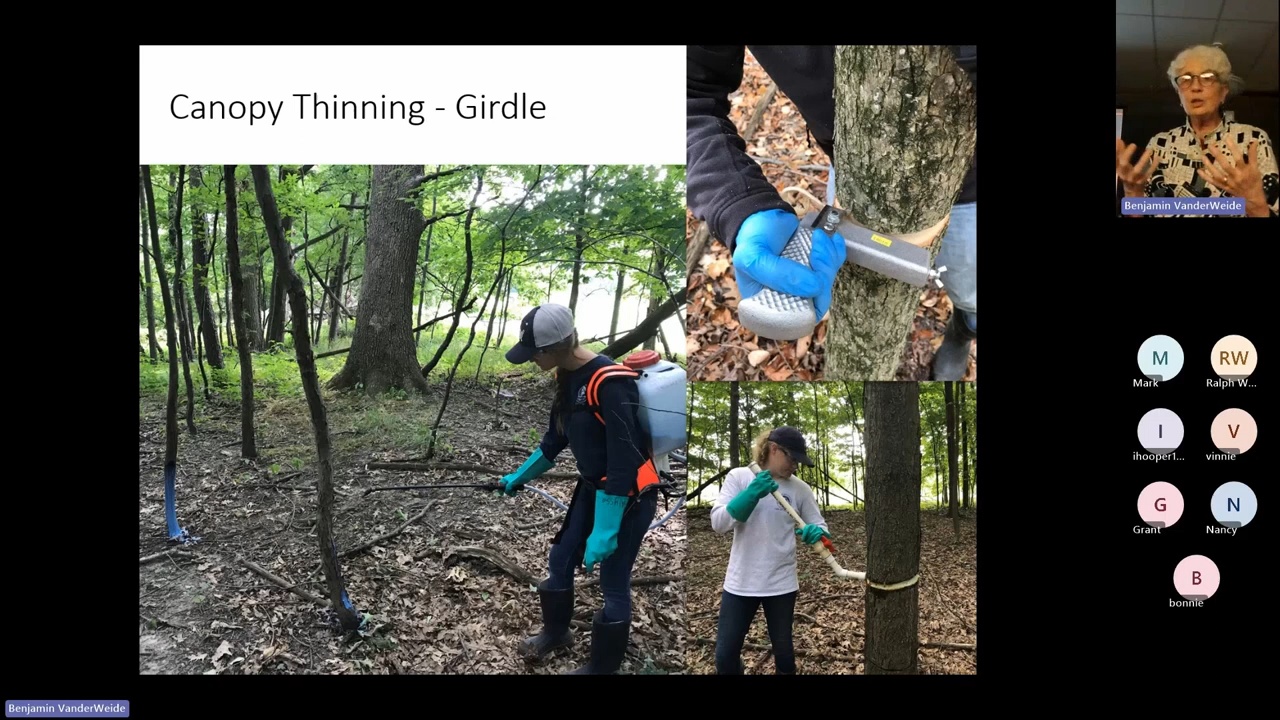 Canopy Thinning - Girdle
Benjamin VanderWeide
M
Mark
RW
Ralph W...
I
ihooper1...
V
vinnie
G
Grant
N
Nancy
B
bonnie
Benjamin VanderWeide